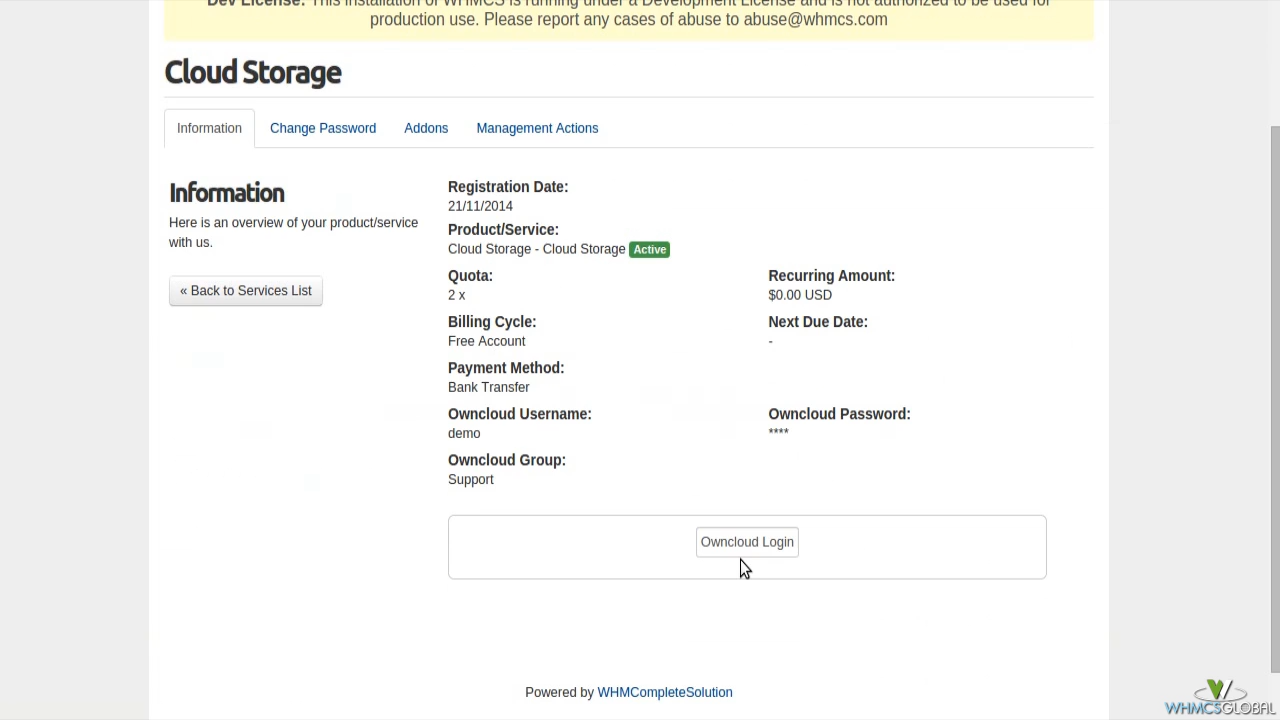 Dev License: This installation of WHMCS is running under a Development License and is not authorized to be used for
production use. Please report any cases of abuse to abuse@whmcs.com
Cloud Storage
Information
Change Password
Addons
Management Actions
Information
Here is an overview of your product/service
with us.
« Back to Services List
Registration Date:
21/11/2014
Product/Service:
Cloud Storage - Cloud Storage Active
Quota:
2 x
Recurring Amount:
$0.00 USD
Billing Cycle:
Free Account
Next Due Date:
-
Payment Method:
Bank Transfer
Owncloud Username:
demo
Owncloud Password:
****
Owncloud Group:
Support
Owncloud Login
Powered by WHMCompleteSolution
WHMCSGLOBAL